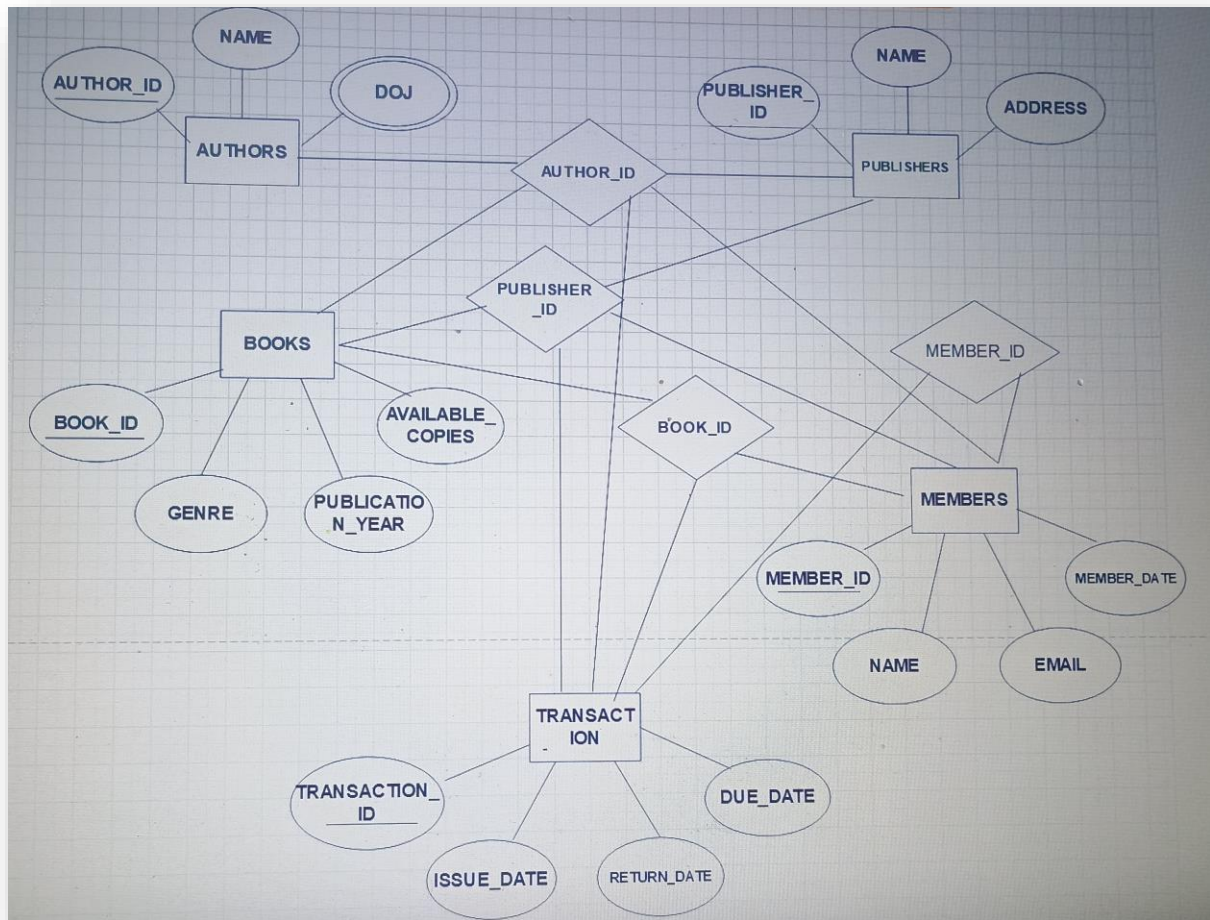 NAME
AUTHOR_ID
DOJ
AUTHORS
NAME
PUBLISHER_
ID
ADDRESS
PUBLISHERS
AUTHOR_ID
PUBLISHER
_ID
BOOKS
MEMBER_ID
BOOK_ID
AVAILABLE_
COPIES
BOOK_ID
GENRE
PUBLICATIO
N_YEAR
MEMBERS
MEMBER_ID
MEMBER_DATE
NAME
EMAIL
TRANSACT
ION
TRANSACTION_
ID
DUE_DATE
ISSUE_DATE
RETURN_DATE